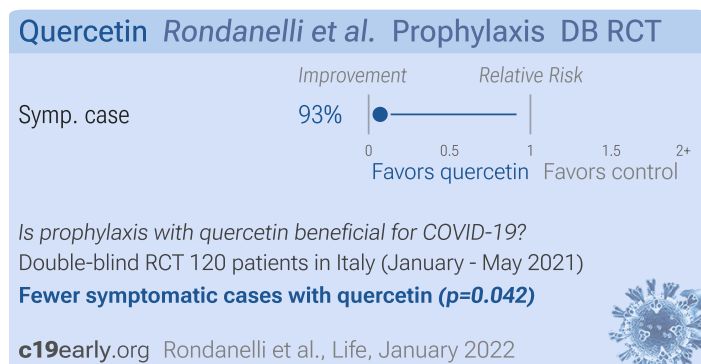 Quercetin Rondanelli et al. Prophylaxis DB RCT
Improvement Relative Risk
Symp. case 93%
0 0.5 1 1.5 2+
Favors quercetin Favors control
Is prophylaxis with quercetin beneficial for COVID-19?
Double-blind RCT 120 patients in Italy (January - May 2021)
Fewer symptomatic cases with quercetin (p=0.042)
c19early.org Rondanelli et al., Life, January 2022